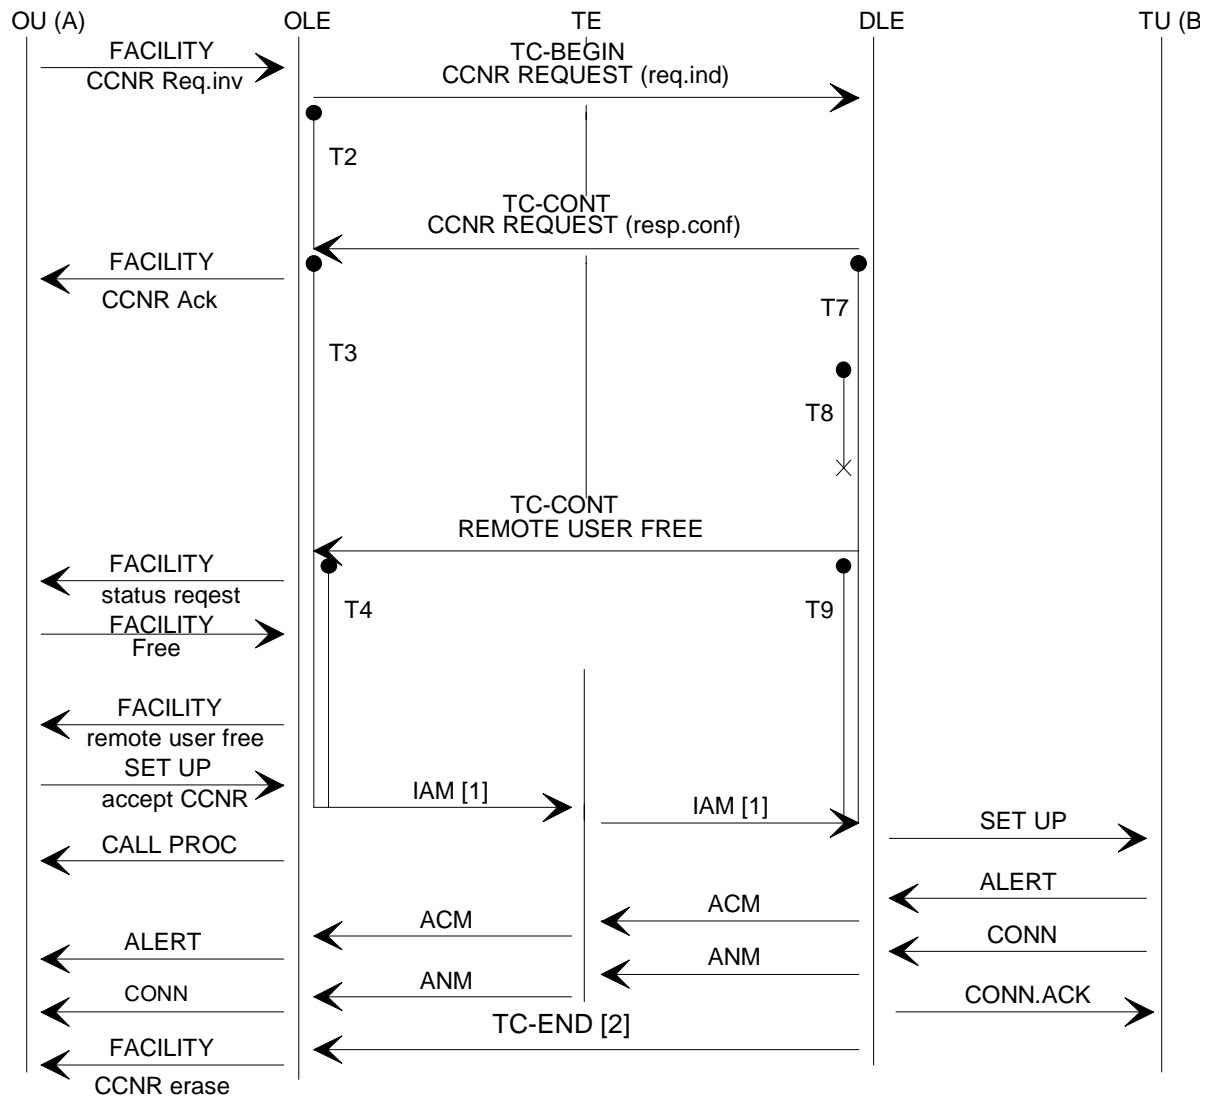 OU (A) OLE TE DLE TU (B
FACILITY
CCNR Req.inv
TC-BEGIN
CCNR REQUEST (req.ind)
T2
TC-CONT
CCNR REQUEST (resp.conf)
FACILITY
CCNR Ack
T7
T3
T8
TC-CONT
REMOTE USER FREE
FACILITY
status reqest
T4
T9
FACILITY
Free
FACILITY
remote user free
SET UP
accept CCNR
IAM [1]
IAM [1]
SET UP
CALL PROC
ALERT
ACM
ACM
CONN
ALERT
ANM
ANM
CONN
CONN.ACK
TC-END [2]
FACILITY
CCNR erase